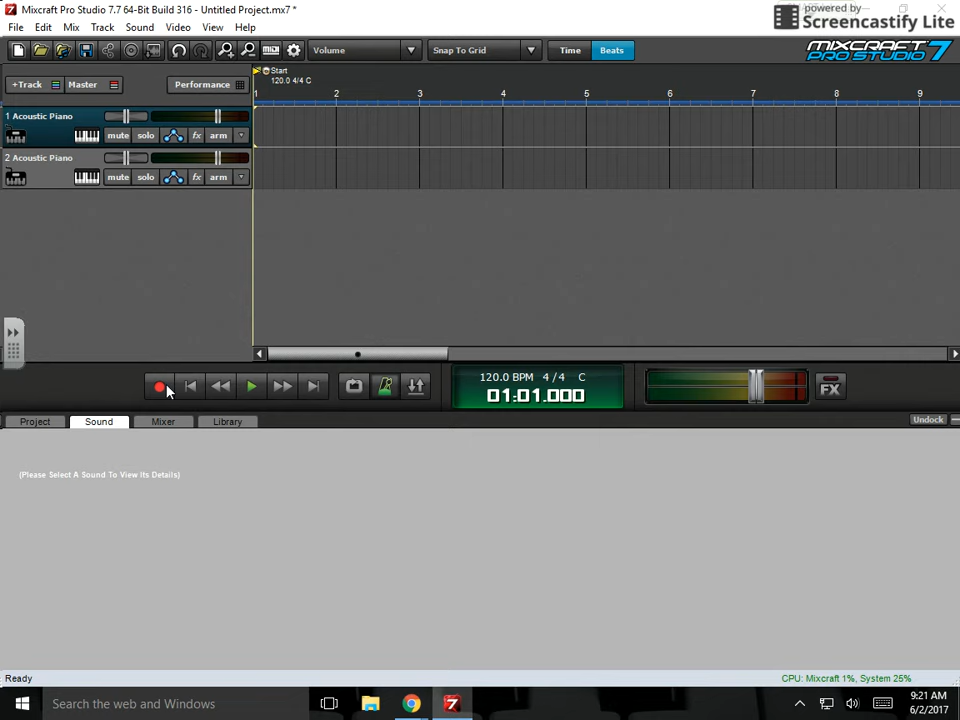 Mixcraft Pro Studio 7.7 64-Bit Build 316 - Untitled Project.mx7 *
powered by
Screencastify Lite
File Edit Mix Track Sound Video View Help
Volume Snap To Grid Time Beats
MIXCRAFT 7
PRO STUDIO
+Track Master Performance
Start
120.0 4/4 C
1 2 3 4 5 6 7 8 9
1 Acoustic Piano
mute solo fx arm
2 Acoustic Piano
mute solo fx arm
120.0 BPM 4/4 C
01:01.000
FX
Project Sound Mixer Library Undock
(Please Select A Sound To View Its Details)
Ready CPU: Mixcraft 1%, System 25%
Search the web and Windows
7
9:21 AM
6/2/2017